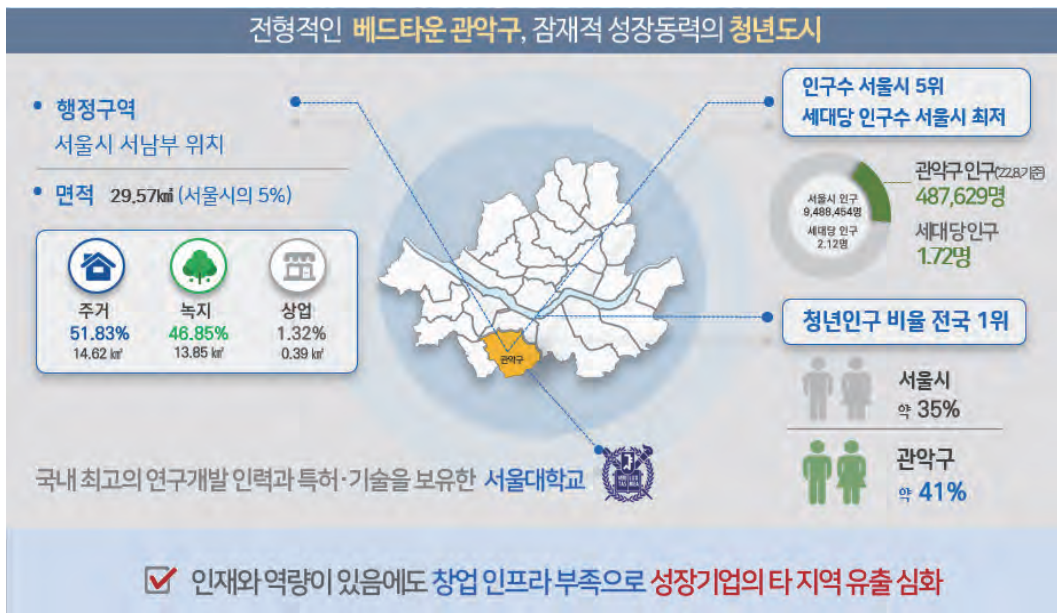 전형적인 베드타운 관악구, 잠재적 성장동력의 청년도시
• 행정구역
서울시 서남부 위치
• 면적 29.57㎢ (서울시의 5%)
주거
51.83%
14.62 ㎢
녹지
46.85%
13.85 ㎢
상업
1.32%
0.39 ㎢
관악구
인구수 서울시 5위
세대당 인구수 서울시 최저
서울시 인구
9,488,454명
세대당 인구
2.12명
관악구 인구('22.8.기준)
487,629명
세대당인구
1.72명
청년인구 비율 전국 1위
서울시
약 35%
관악구
약 41%
국내 최고의 연구개발 인력과 특허·기술을 보유한 서울대학교
인재와 역량이 있음에도 창업 인프라 부족으로 성장기업의 타 지역 유출 심화